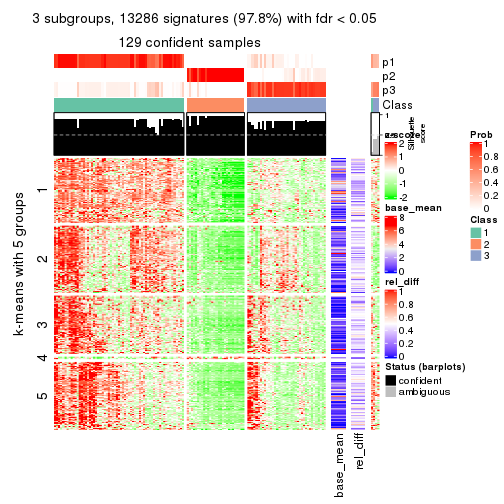 3 subgroups, 13286 signatures (97.8%) with fdr < 0.05
129 confident samples
p1
p2
p3
Class
1
Silhouette
score
z-score
2
1
0
-1
-2
Prob
1
0.8
0.6
0.4
0.2
0
base_mean
8
6
4
2
0
Class
1
2
3
rel_diff
1
0.8
0.6
0.4
0.2
0
Status (barplots)
confident
ambiguous
k-means with 5 groups
1
2
3
4
5
base_mean
rel_diff